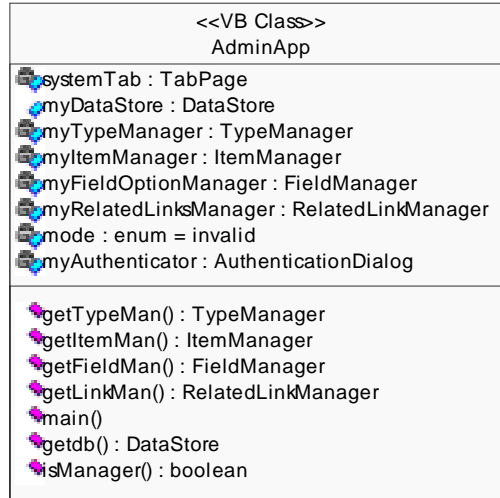 <<VB Class>>
AdminApp
systemTab : TabPage
myDataStore : DataStore
myTypeManager : TypeManager
myItemManager : ItemManager
myFieldOptionManager : FieldManager
myRelatedLinksManager : RelatedLinkManager
mode : enum = invalid
myAuthenticator : AuthenticationDialog
getTypeMan() : TypeManager
getItemMan() : ItemManager
getFieldMan() : FieldManager
getLinkMan() : RelatedLinkManager
main()
getdb() : DataStore
isManager() : boolean